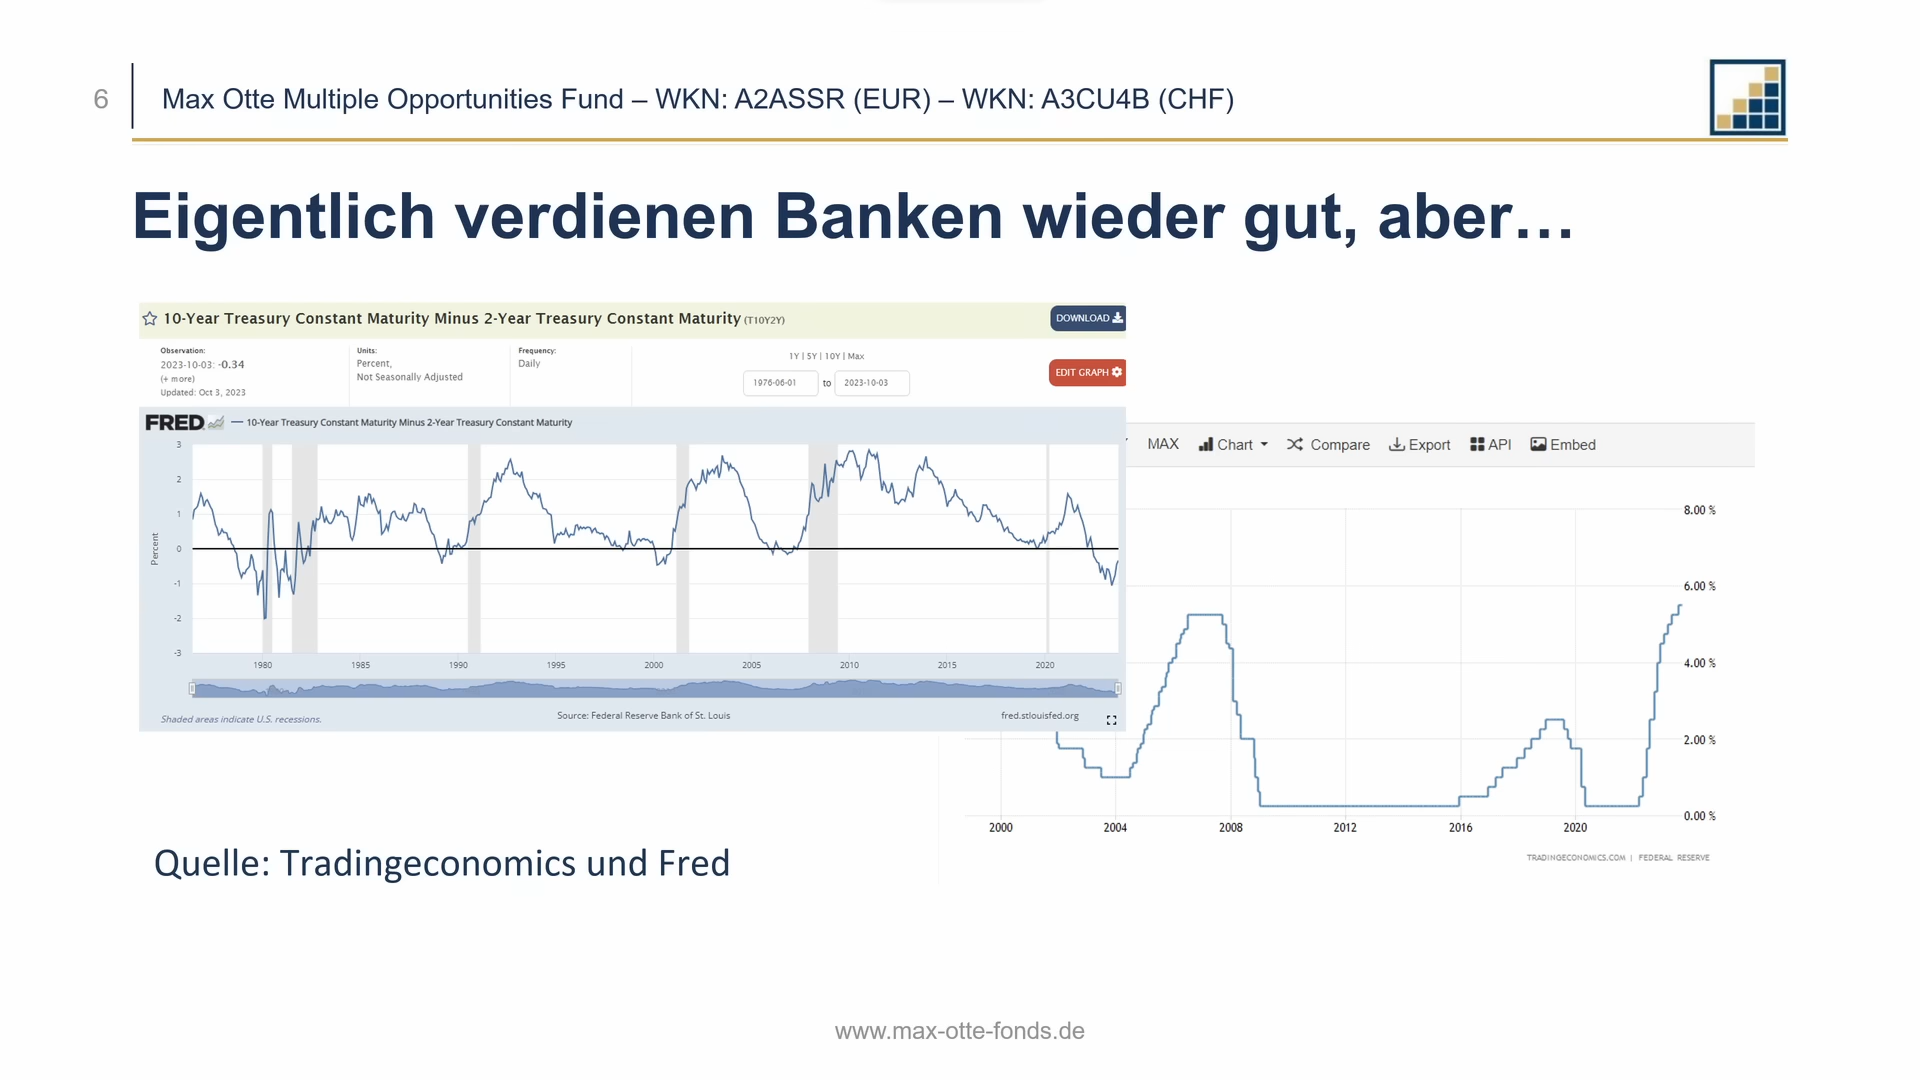 6
Max Otte Multiple Opportunities Fund – WKN: A2ASSR (EUR) – WKN: A3CU4B (CHF)
Eigentlich verdienen Banken wieder gut, aber…
10-Year Treasury Constant Maturity Minus 2-Year Treasury Constant Maturity (T10Y2Y)
DOWNLOAD
Observation:
2023-10-03: -0.34
(+ more)
Updated: Oct 3, 2023
Units:
Percent,
Not Seasonally Adjusted
Frequency:
Daily
1Y | 5Y | 10Y | Max
1976-06-01 to 2023-10-03
EDIT GRAPH
FRED — 10-Year Treasury Constant Maturity Minus 2-Year Treasury Constant Maturity
Percent
3
2
1
0
-1
-2
-3
1980 1985 1990 1995 2000 2005 2010 2015 2020
Shaded areas indicate U.S. recessions.
Source: Federal Reserve Bank of St. Louis
fred.stlouisfed.org
MAX Chart Compare Export API Embed
8.00 %
6.00 %
4.00 %
2.00 %
0.00 %
2000 2004 2008 2012 2016 2020
TRADINGECONOMICS.COM | FEDERAL RESERVE
Quelle: Tradingeconomics und Fred
www.max-otte-fonds.de